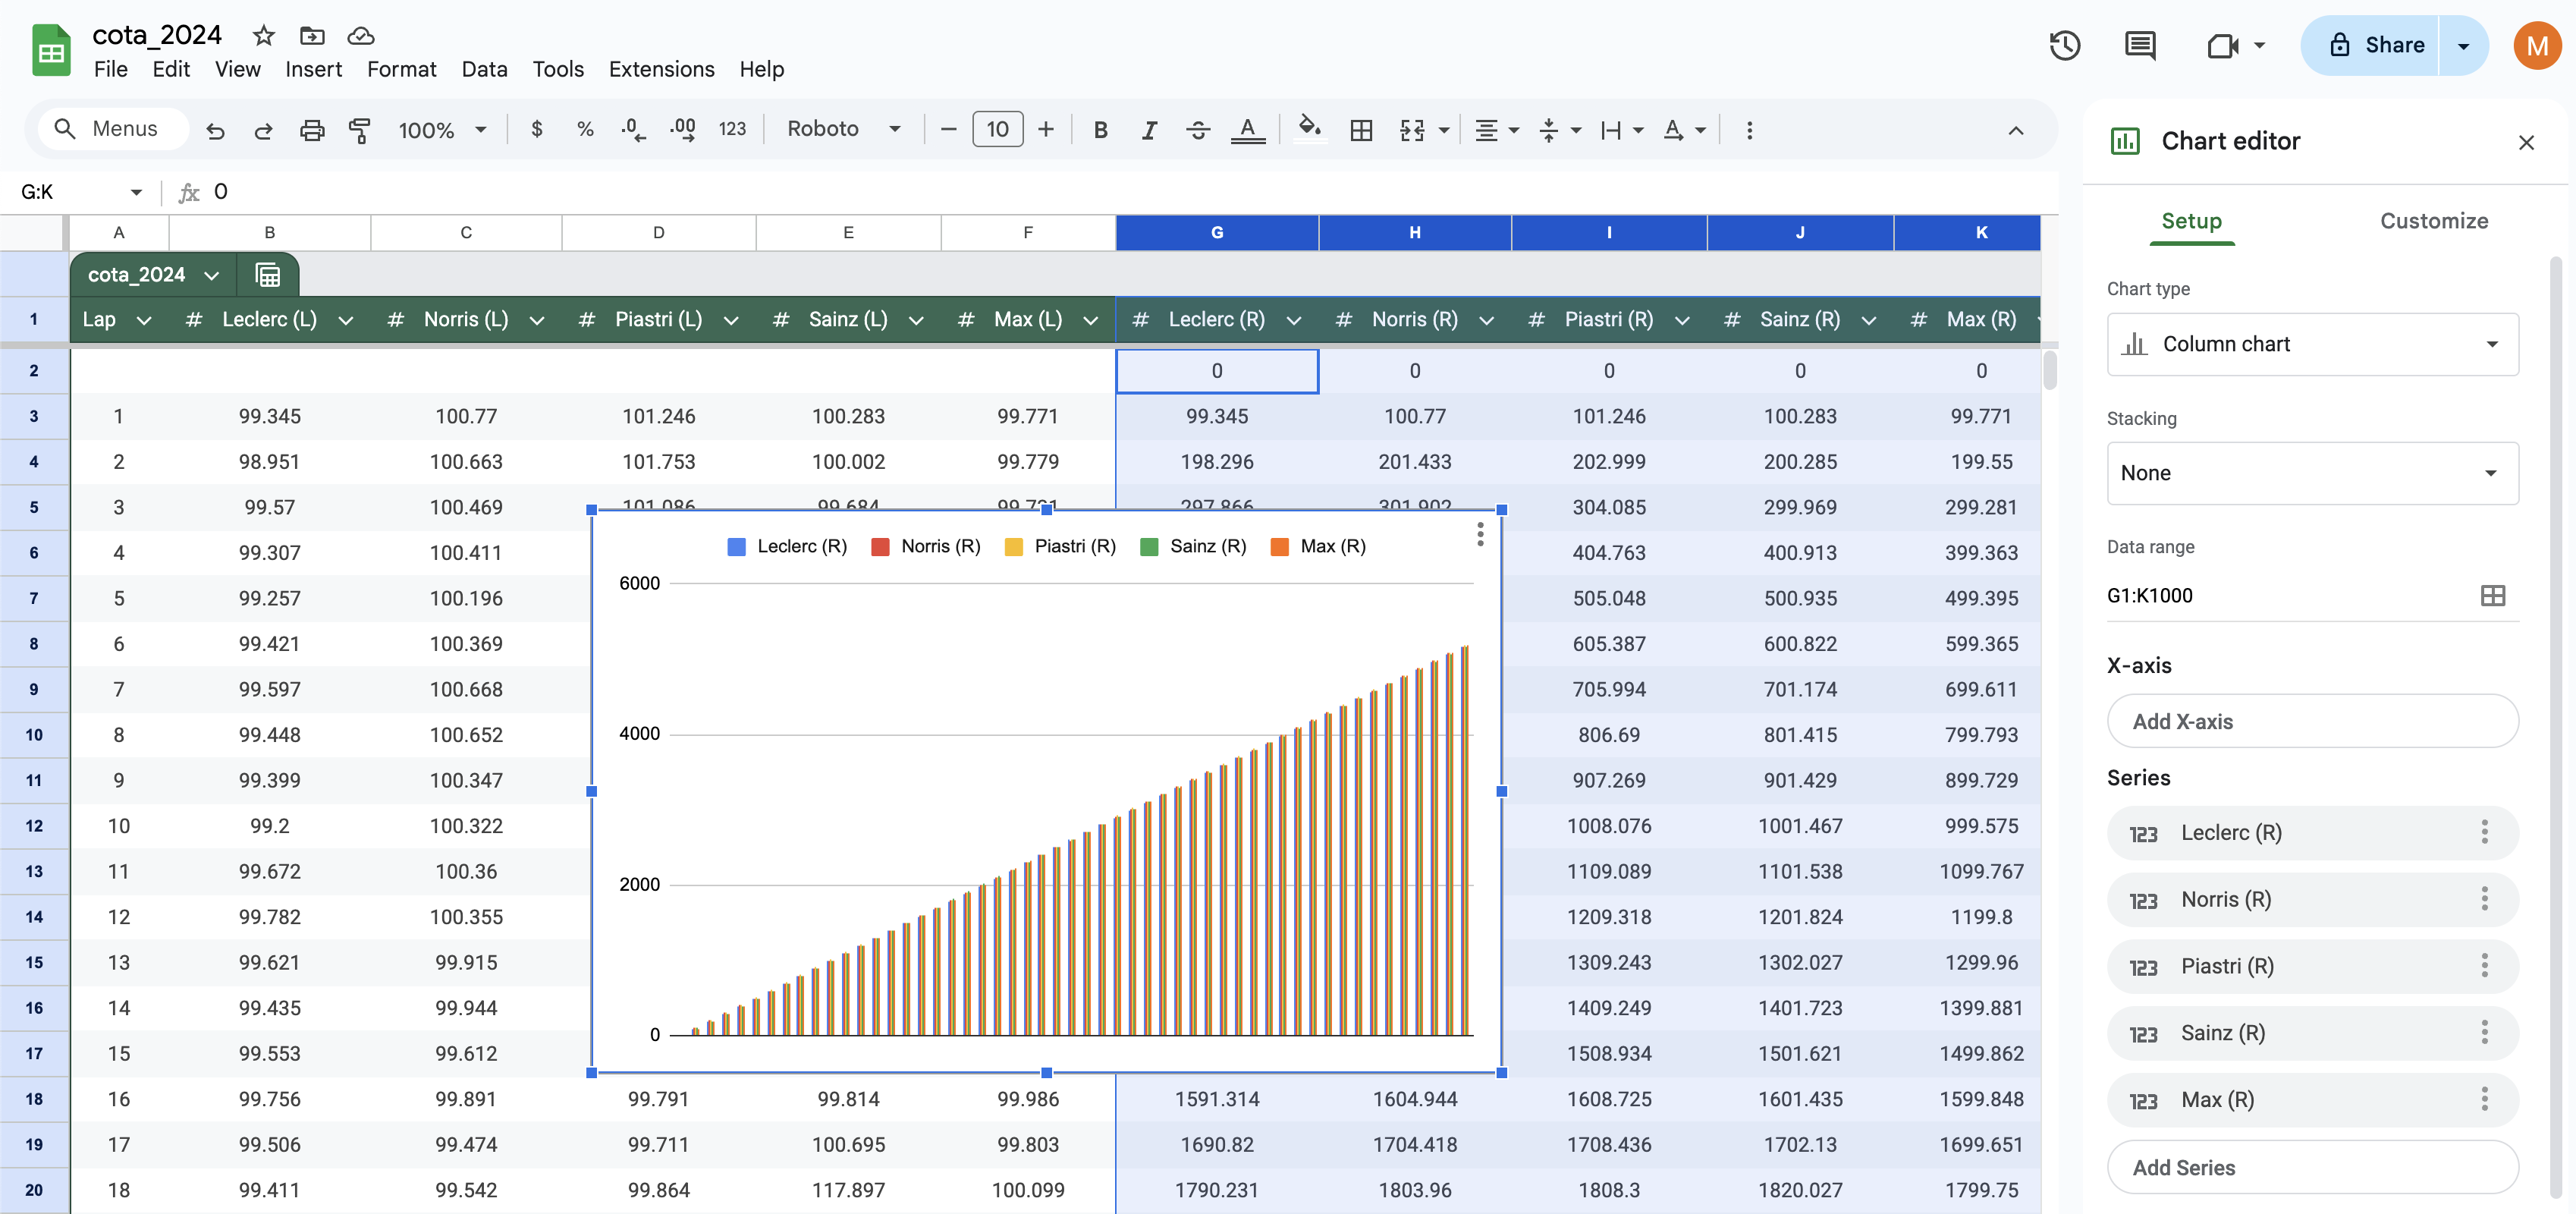 cota_2024
File Edit View Insert Format Data Tools Extensions Help
Share
M
Menus 100% $ % .0 .00 123 Roboto 10 B I A A
G:K fx 0
A B C D E F G H I J K
cota_2024
1 Lap # Leclerc (L) # Norris (L) # Piastri (L) # Sainz (L) # Max (L) # Leclerc (R) # Norris (R) # Piastri (R) # Sainz (R) # Max (R)
2 0 0 0 0 0
3 1 99.345 100.77 101.246 100.283 99.771 99.345 100.77 101.246 100.283 99.771
4 2 98.951 100.663 101.753 100.002 99.779 198.296 201.433 202.999 200.285 199.55
5 3 99.57 100.469 101.086 99.684 99.731 297.866 301.902 304.085 299.969 299.281
6 4 99.307 100.411 404.763 400.913 399.363
7 5 99.257 100.196 505.048 500.935 499.395
8 6 99.421 100.369 605.387 600.822 599.365
9 7 99.597 100.668 705.994 701.174 699.611
10 8 99.448 100.652 806.69 801.415 799.793
11 9 99.399 100.347 907.269 901.429 899.729
12 10 99.2 100.322 1008.076 1001.467 999.575
13 11 99.672 100.36 1109.089 1101.538 1099.767
14 12 99.782 100.355 1209.318 1201.824 1199.8
15 13 99.621 99.915 1309.243 1302.027 1299.96
16 14 99.435 99.944 1409.249 1401.723 1399.881
17 15 99.553 99.612 1508.934 1501.621 1499.862
18 16 99.756 99.891 99.791 99.814 99.986 1591.314 1604.944 1608.725 1601.435 1599.848
19 17 99.506 99.474 99.711 100.695 99.803 1690.82 1704.418 1708.436 1702.13 1699.651
20 18 99.411 99.542 99.864 117.897 100.099 1790.231 1803.96 1808.3 1820.027 1799.75
Leclerc (R) Norris (R) Piastri (R) Sainz (R) Max (R)
6000
4000
2000
0
Chart editor
Setup Customize
Chart type
Column chart
Stacking
None
Data range
G1:K1000
X-axis
Add X-axis
Series
123 Leclerc (R)
123 Norris (R)
123 Piastri (R)
123 Sainz (R)
123 Max (R)
Add Series